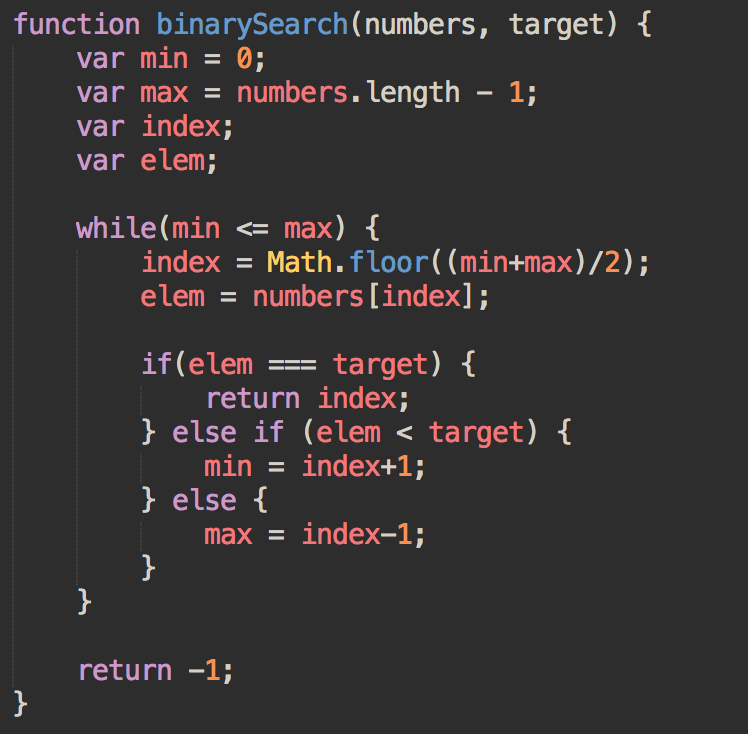 function binarySearch(numbers, target) {
    var min = 0;
    var max = numbers.length - 1;
    var index;
    var elem;

    while(min <= max) {
        index = Math.floor((min+max)/2);
        elem = numbers[index];

        if(elem === target) {
            return index;
        } else if (elem < target) {
            min = index+1;
        } else {
            max = index-1;
        }
    }

    return -1;
}